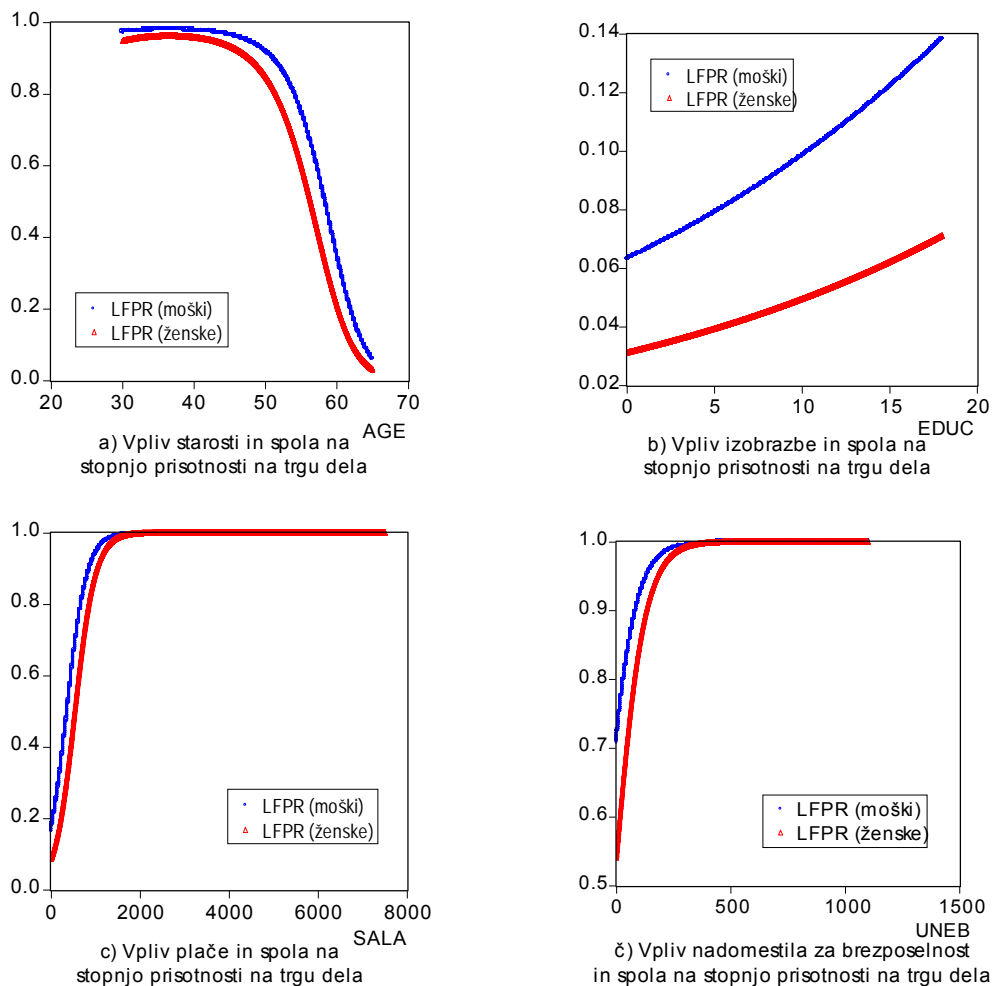 1.0
0.8
0.6
0.4
0.2
0.0
20
30
40
50
60
70
AGE
LFPR (moški)
LFPR (ženske)
a) Vpliv starosti in spola na
stopnjo prisotnosti na trgu dela
0.14
0.12
0.10
0.08
0.06
0.04
0.02
0
5
10
15
20
EDUC
LFPR (moški)
LFPR (ženske)
b) Vpliv izobrazbe in spola na
stopnjo prisotnosti na trgu dela
1.0
0.8
0.6
0.4
0.2
0.0
0
2000
4000
6000
8000
SALA
LFPR (moški)
LFPR (ženske)
c) Vpliv plače in spola na
stopnjo prisotnosti na trgu dela
1.0
0.9
0.8
0.7
0.6
0.5
0
500
1000
1500
UNEB
LFPR (moški)
LFPR (ženske)
č) Vpliv nadomestila za brezposelnost
in spola na stopnjo prisotnosti na trgu dela